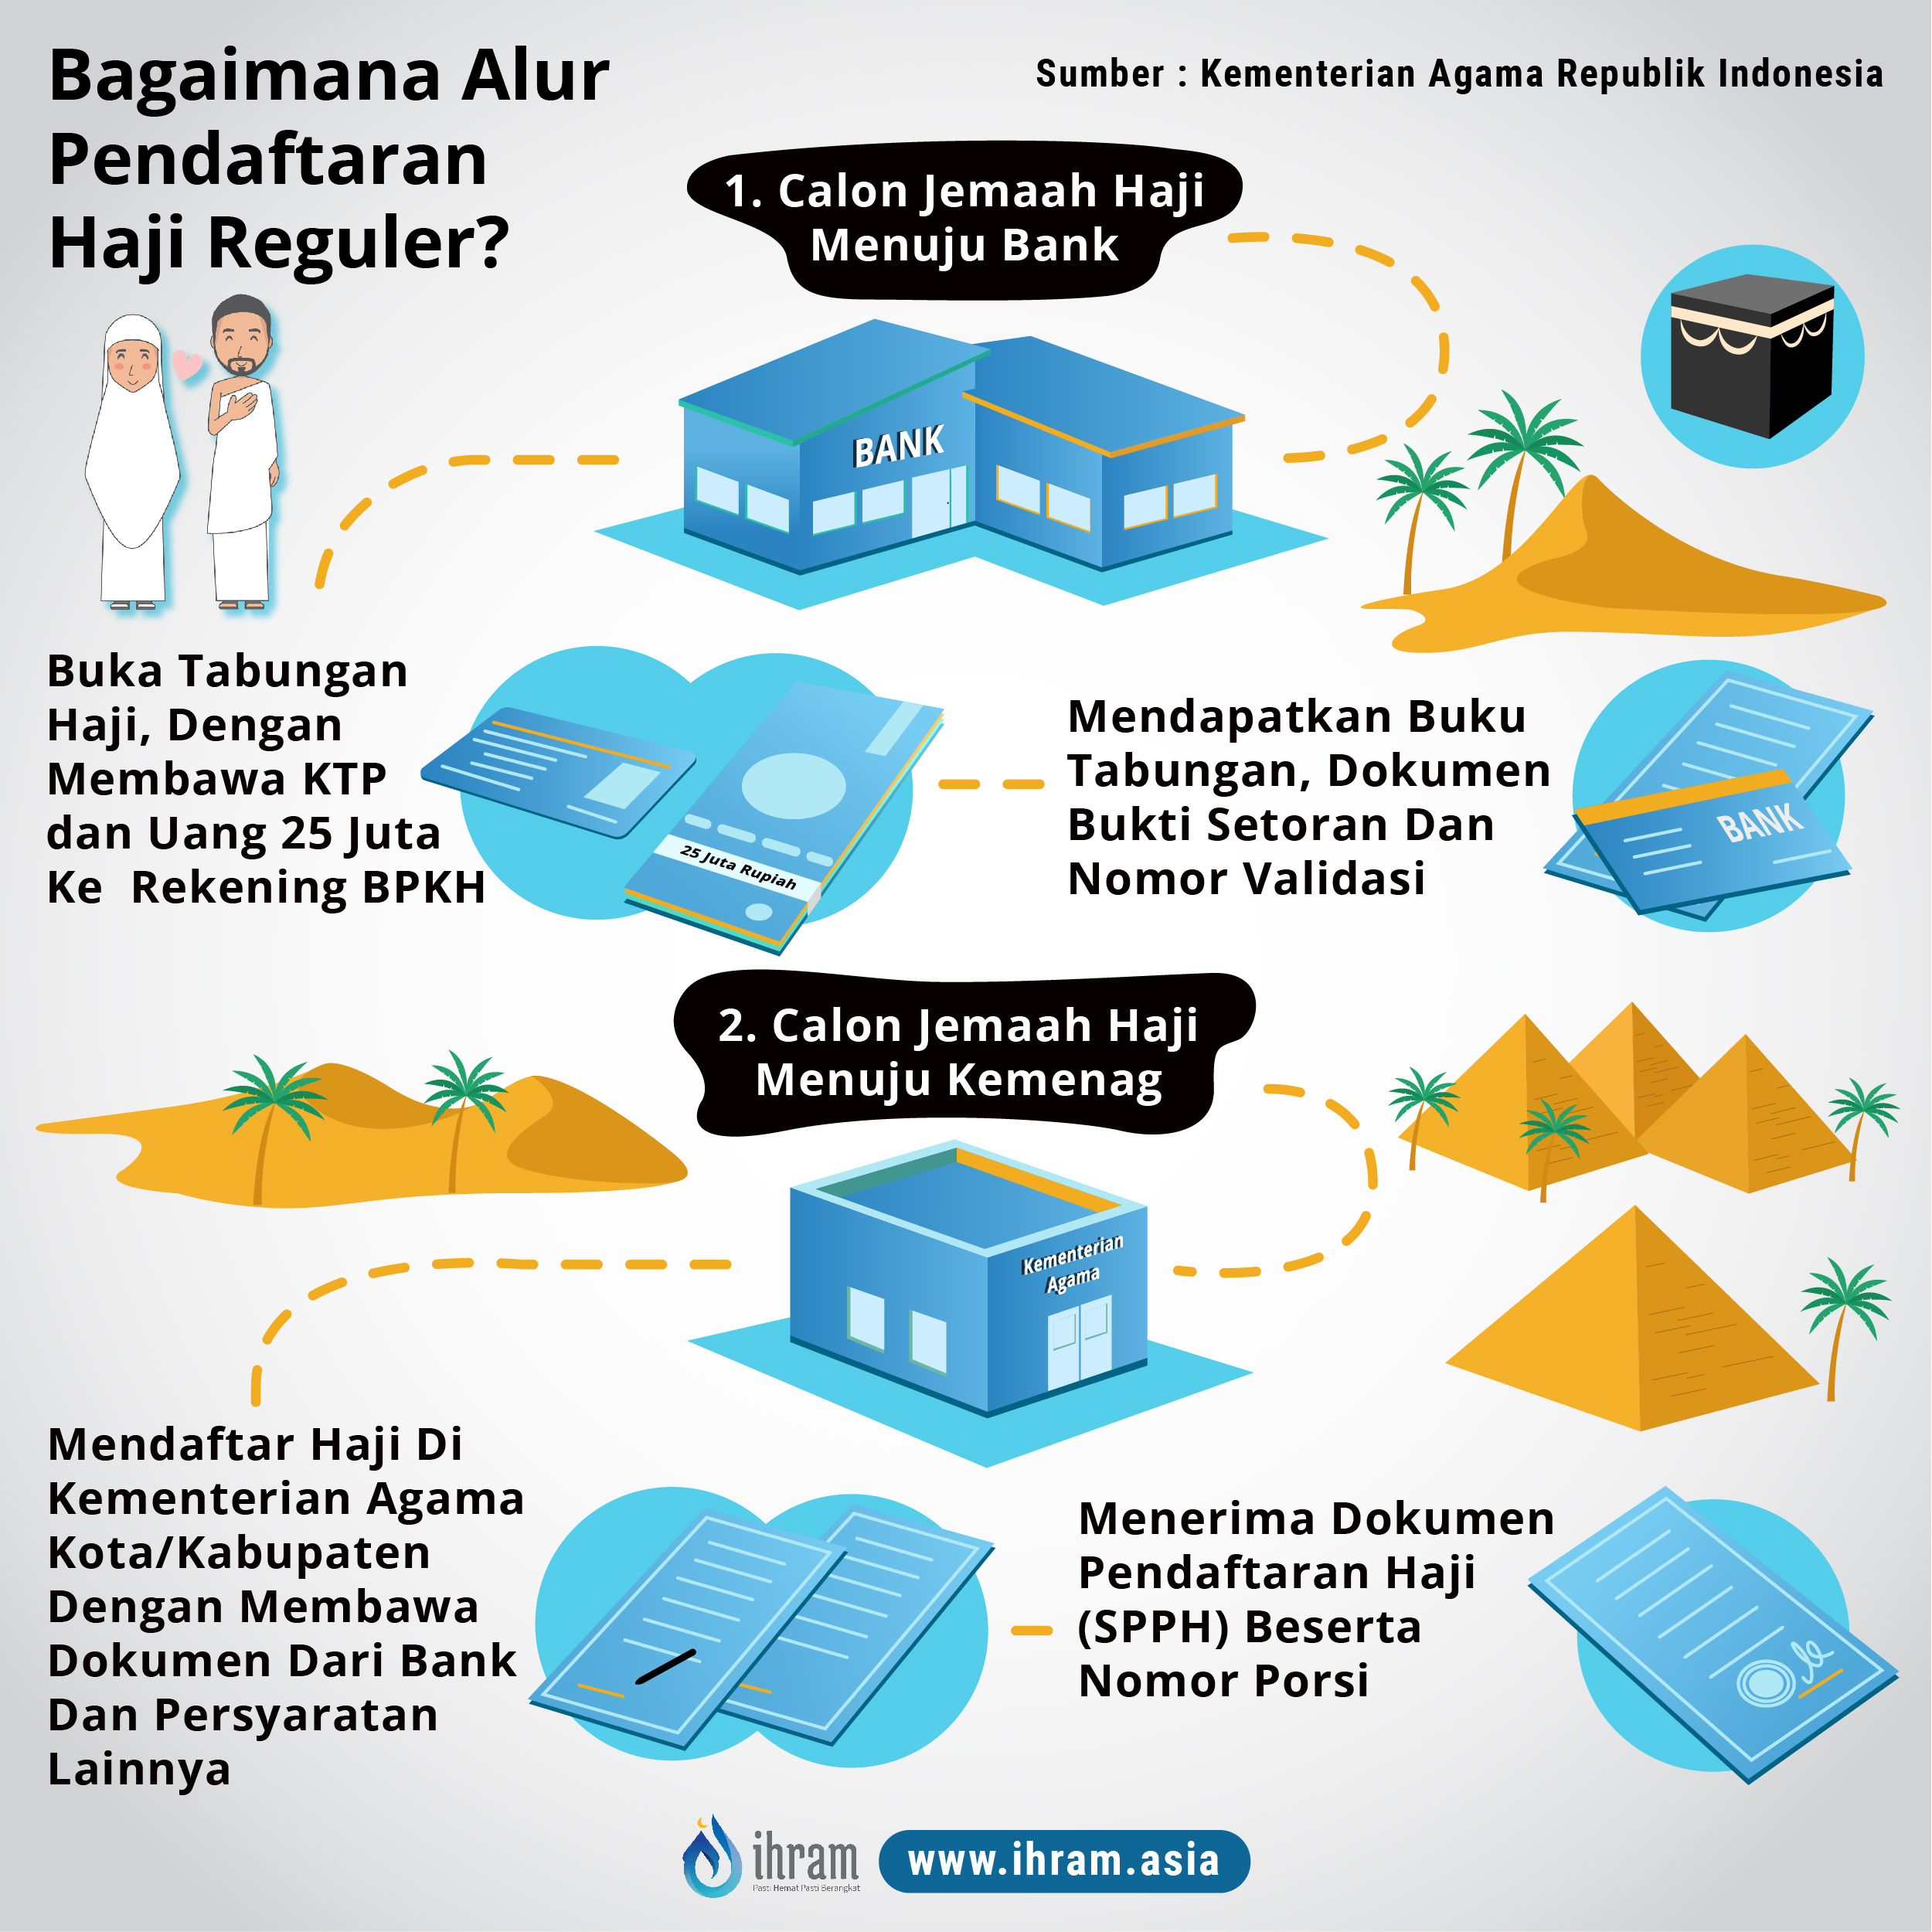 Bagaimana Alur
Pendaftaran
Haji Reguler?
Sumber : Kementerian Agama Republik Indonesia
1. Calon Jemaah Haji
Menuju Bank
BANK
Buka Tabungan
Haji, Dengan
Membawa KTP
dan Uang 25 Juta
Ke  Rekening BPKH
25 Juta Rupiah
Mendapatkan Buku
Tabungan, Dokumen
Bukti Setoran Dan
Nomor Validasi
BANK
2. Calon Jemaah Haji
Menuju Kemenag
Kementerian
Agama
Mendaftar Haji Di
Kementerian Agama
Kota/Kabupaten
Dengan Membawa
Dokumen Dari Bank
Dan Persyaratan
Lainnya
Menerima Dokumen
Pendaftaran Haji
(SPPH) Beserta
Nomor Porsi
ihram
Pasti Hemat Pasti Berangkat
www.ihram.asia